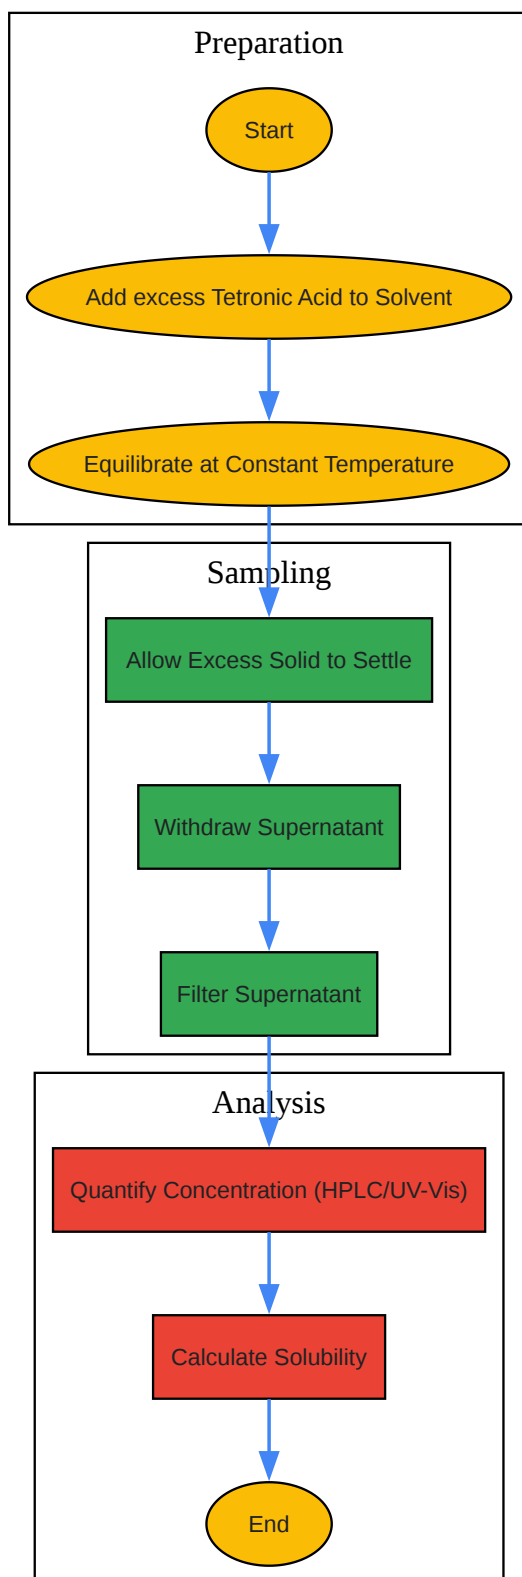 Preparation
Start
Add excess Tetronic Acid to Solvent
Equilibrate at Constant Temperature
Sampling
Allow Excess Solid to Settle
Withdraw Supernatant
Filter Supernatant
Analysis
Quantify Concentration (HPLC/UV-Vis)
Calculate Solubility
End